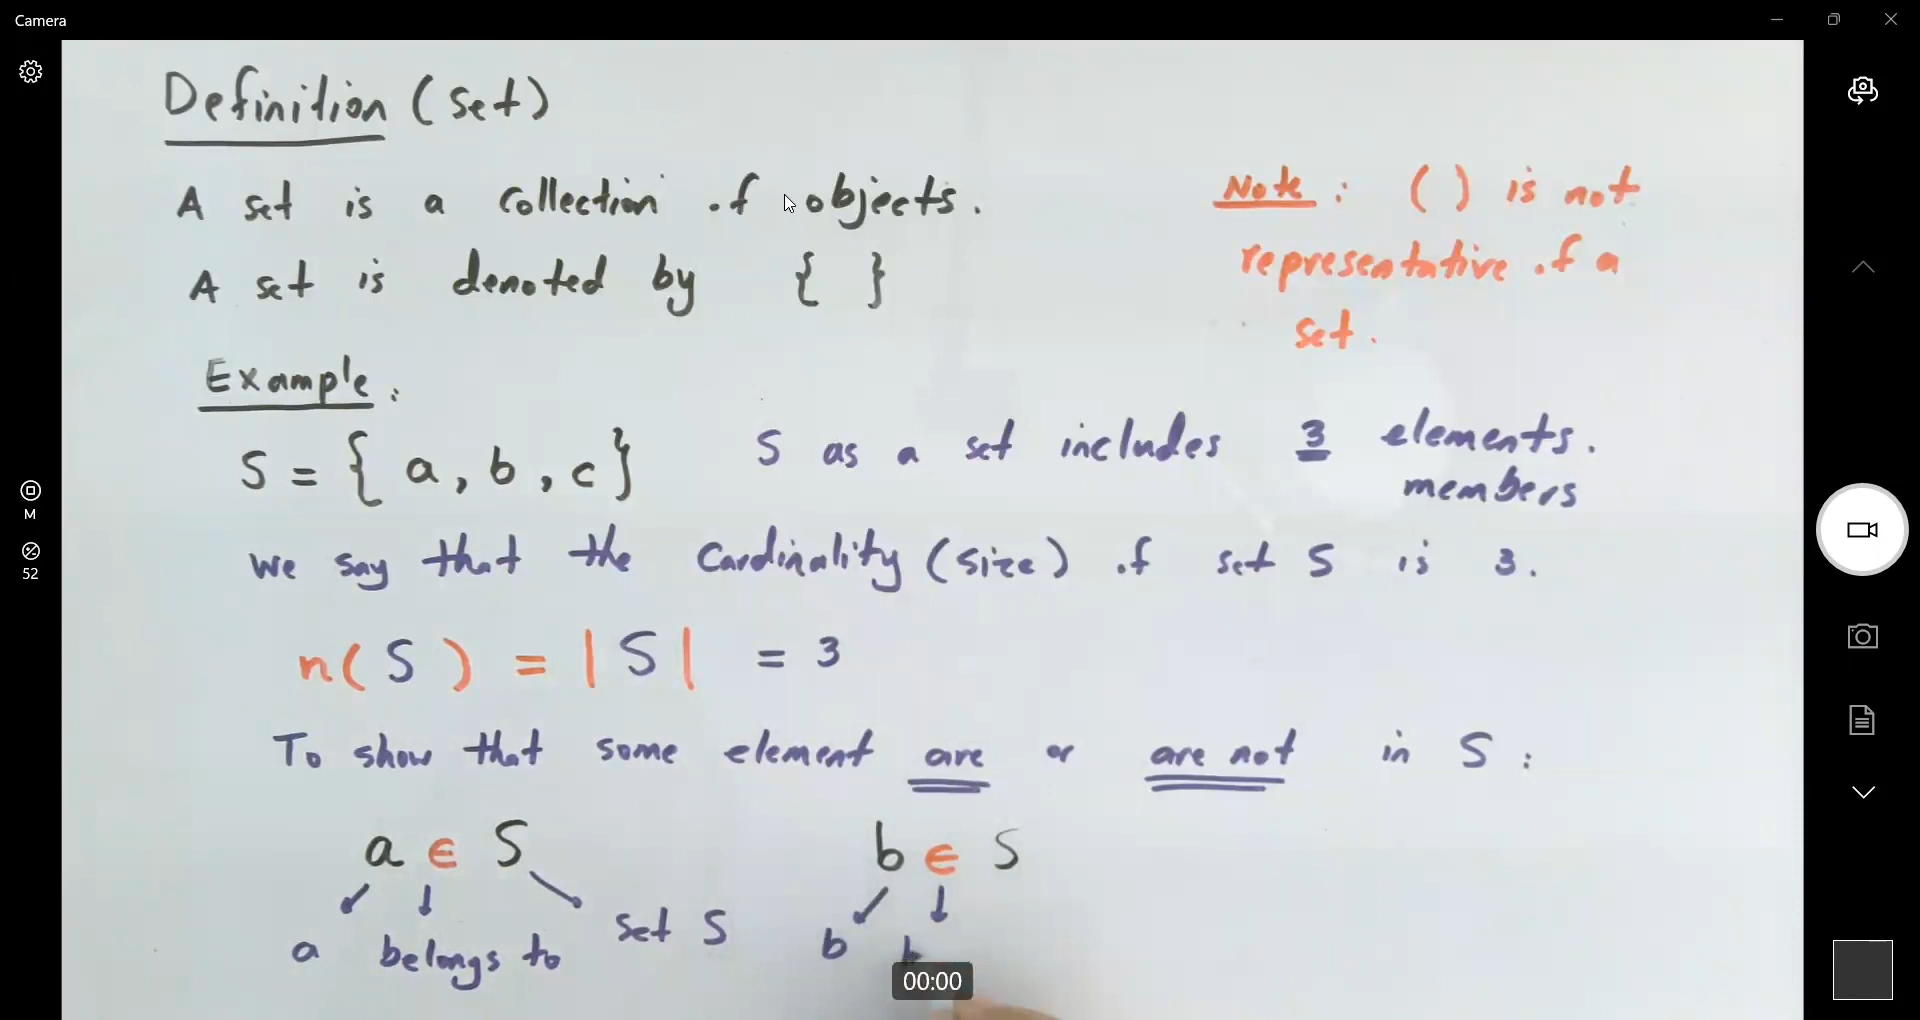 Camera
Definition (set)
A set is a collection of objects.
A set is denoted by { }
Note: ( ) is not
representative of a
set.
Example:
S = { a, b, c }
S as a set includes 3 elements.
members
We say that the Cardinality (size) of set S is 3.
n(S) = |S| = 3
To show that some element are or are not in S:
a ∈ S
b ∈ S
a belongs to set S
b b
M
52
00:00